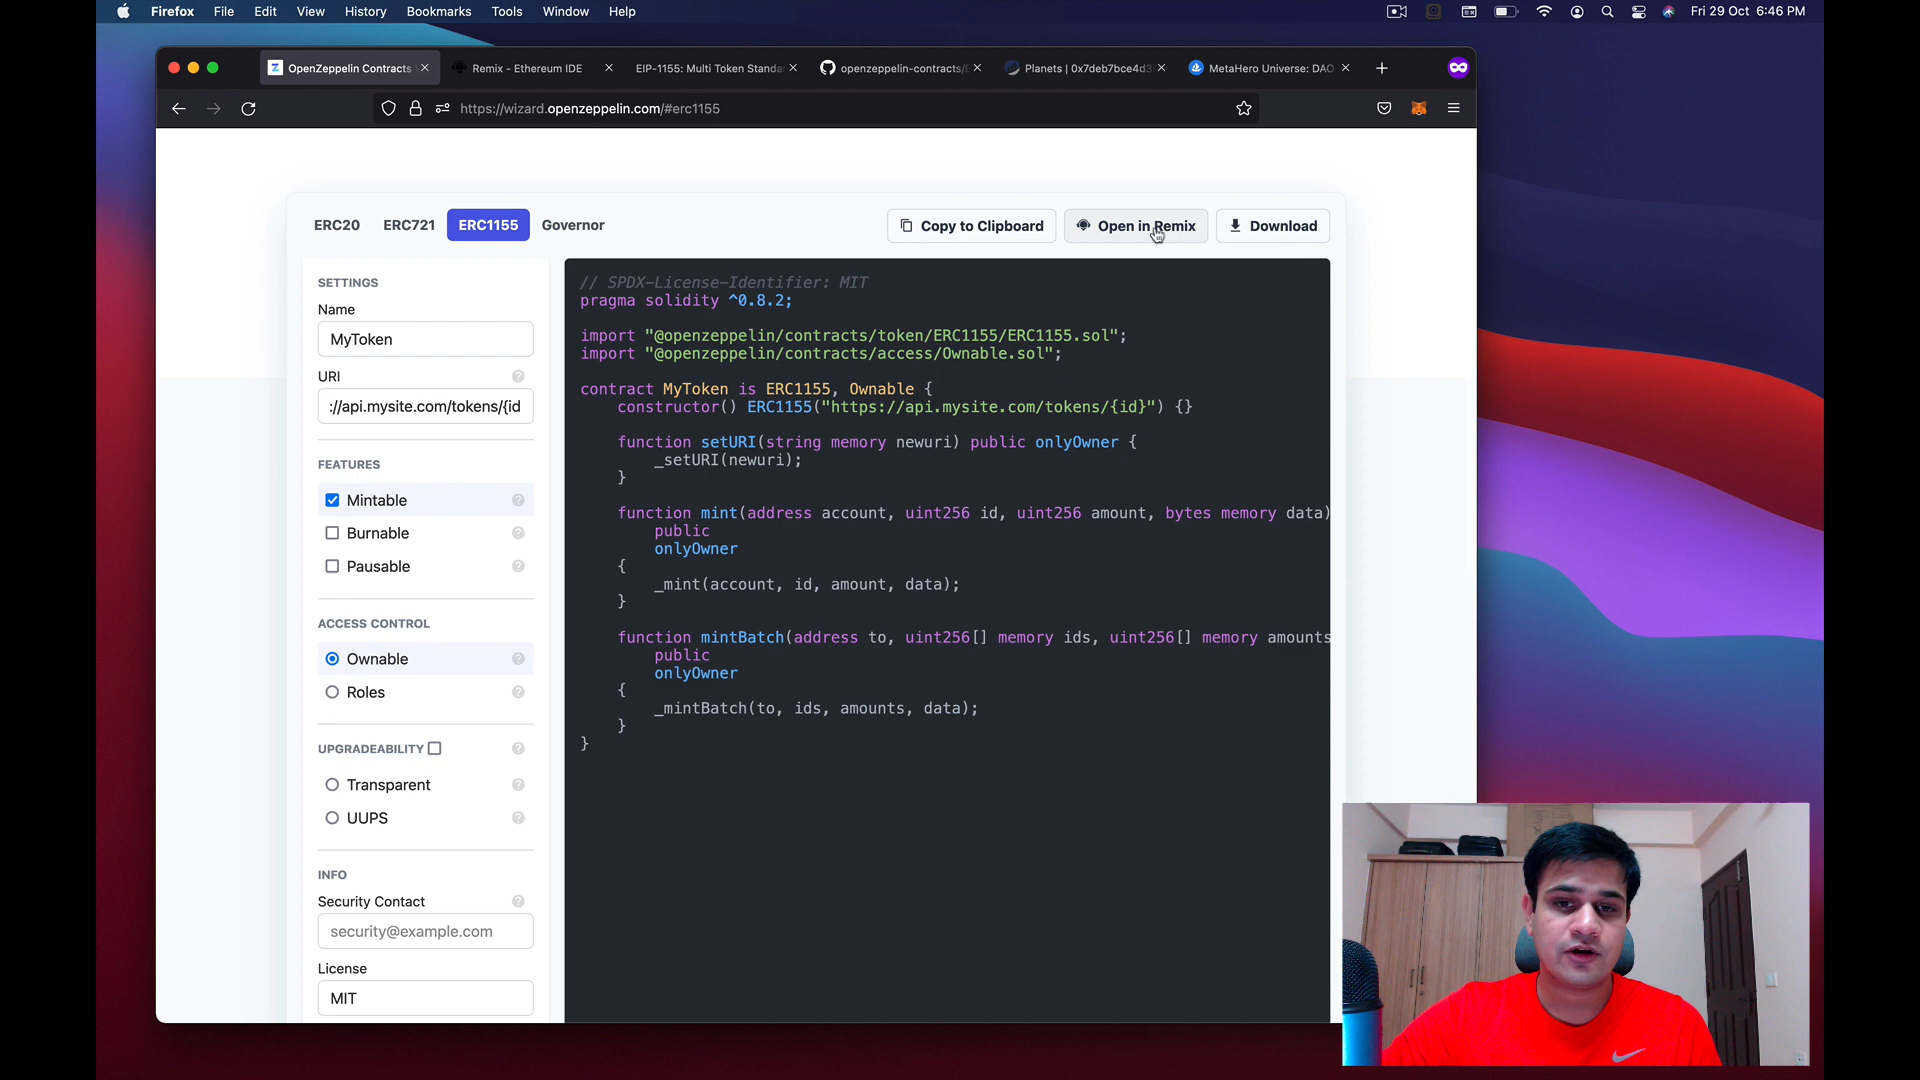 Firefox File Edit View History Bookmarks Tools Window Help
Fri 29 Oct 6:46 PM
OpenZeppelin Contracts
Remix - Ethereum IDE
EIP-1155: Multi Token Standa
openzeppelin-contracts/
Planets | 0x7deb7bce4d3
MetaHero Universe: DAO
https://wizard.openzeppelin.com/#erc1155
ERC20 ERC721 ERC1155 Governor
Copy to Clipboard
Open in Remix
Download
SETTINGS
Name
MyToken
URI
://api.mysite.com/tokens/{id
FEATURES
Mintable
Burnable
Pausable
ACCESS CONTROL
Ownable
Roles
UPGRADEABILITY
Transparent
UUPS
INFO
Security Contact
security@example.com
License
MIT
// SPDX-License-Identifier: MIT
pragma solidity ^0.8.2;
import "@openzeppelin/contracts/token/ERC1155/ERC1155.sol";
import "@openzeppelin/contracts/access/Ownable.sol";
contract MyToken is ERC1155, Ownable {
constructor() ERC1155("https://api.mysite.com/tokens/{id}") {}
function setURI(string memory newuri) public onlyOwner {
_setURI(newuri);
}
function mint(address account, uint256 id, uint256 amount, bytes memory data)
public
onlyOwner
{
_mint(account, id, amount, data);
}
function mintBatch(address to, uint256[] memory ids, uint256[] memory amounts
public
onlyOwner
{
_mintBatch(to, ids, amounts, data);
}
}